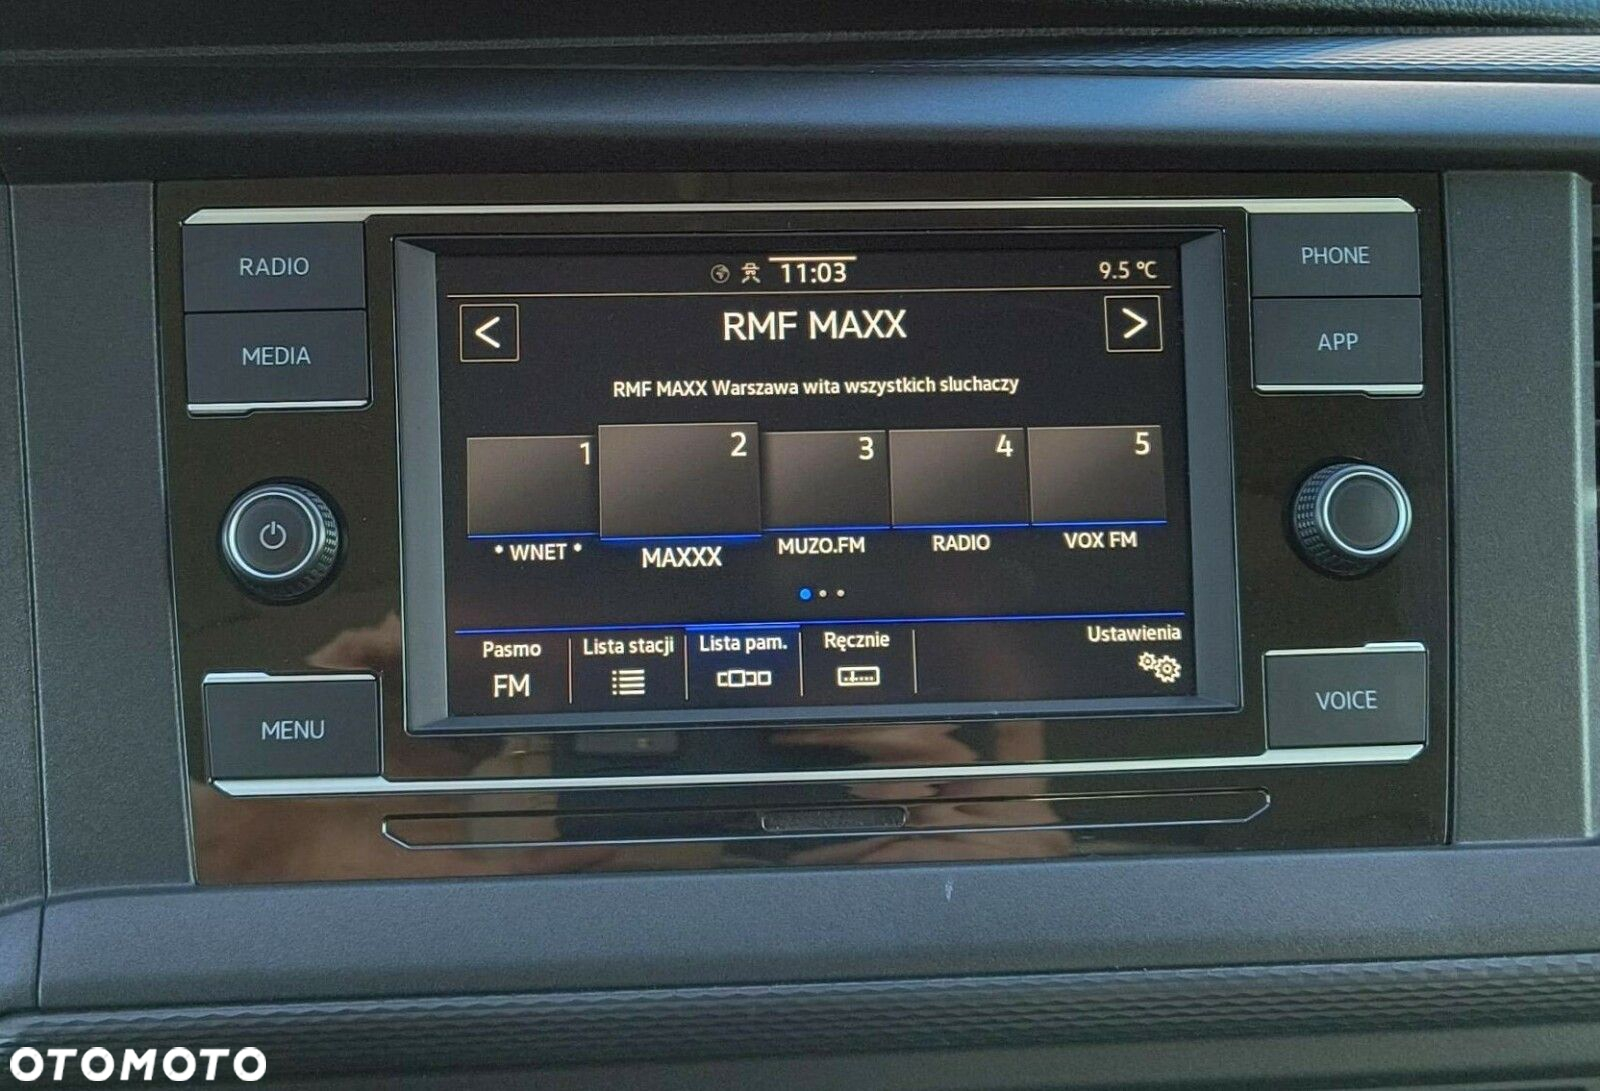 RADIO
MEDIA
MENU
PHONE
APP
VOICE
11:03
9.5 °C
<
RMF MAXX
>
RMF MAXX Warszawa wita wszystkich sluchaczy
1 2 3 4 5
* WNET * MAXXX MUZO.FM RADIO VOX FM
Pasmo Lista stacji Lista pam. Ręcznie Ustawienia
FM
OTOMOTO